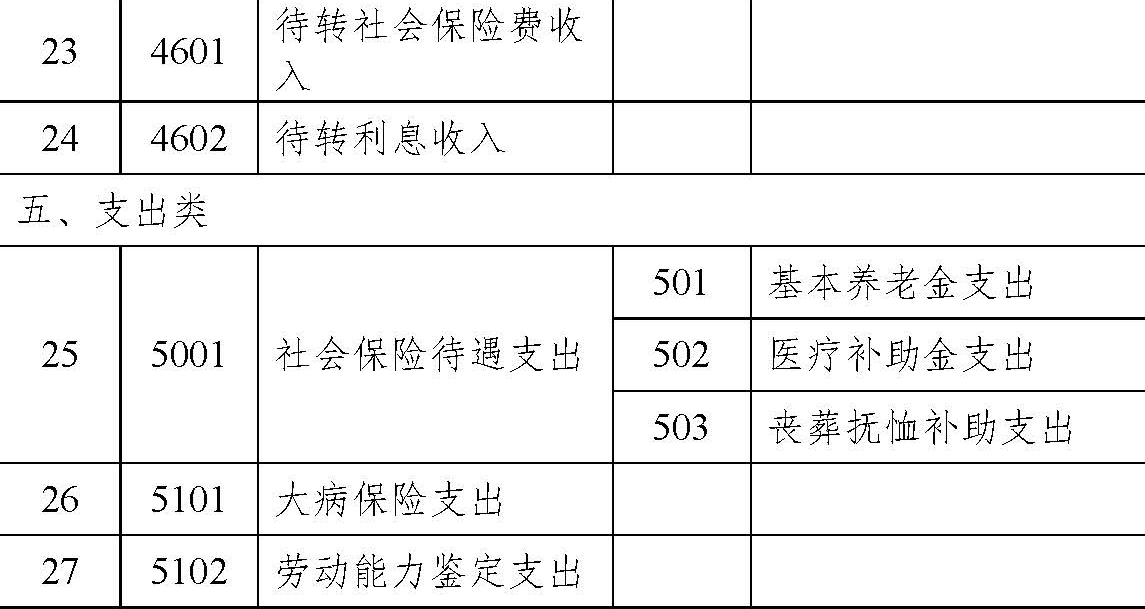 23 4601 待转社会保险费收
入
24 4602 待转利息收入
五、支出类
501 基本养老金支出
25 5001 社会保险待遇支出 502 医疗补助金支出
503 丧葬抚恤补助支出
26 5101 大病保险支出
27 5102 劳动能力鉴定支出